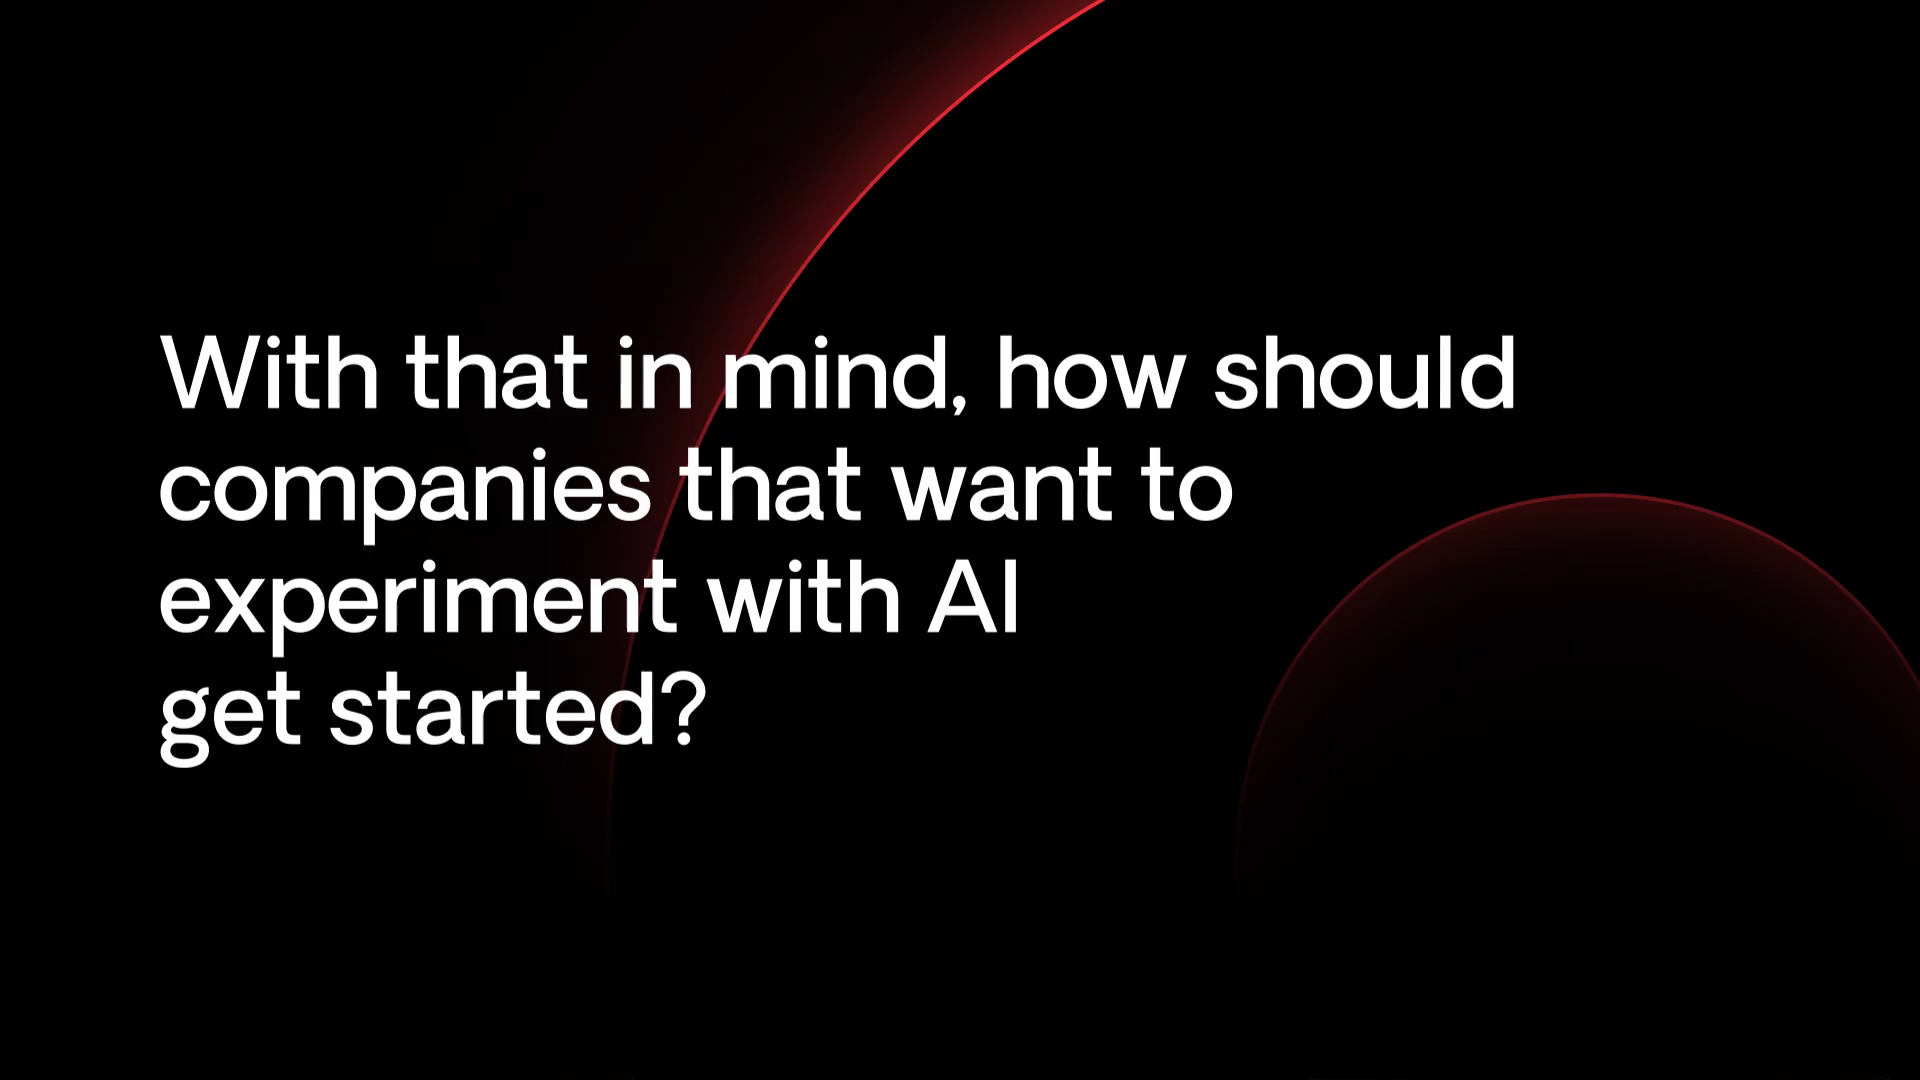 With that in mind, how should
companies that want to
experiment with AI
get started?